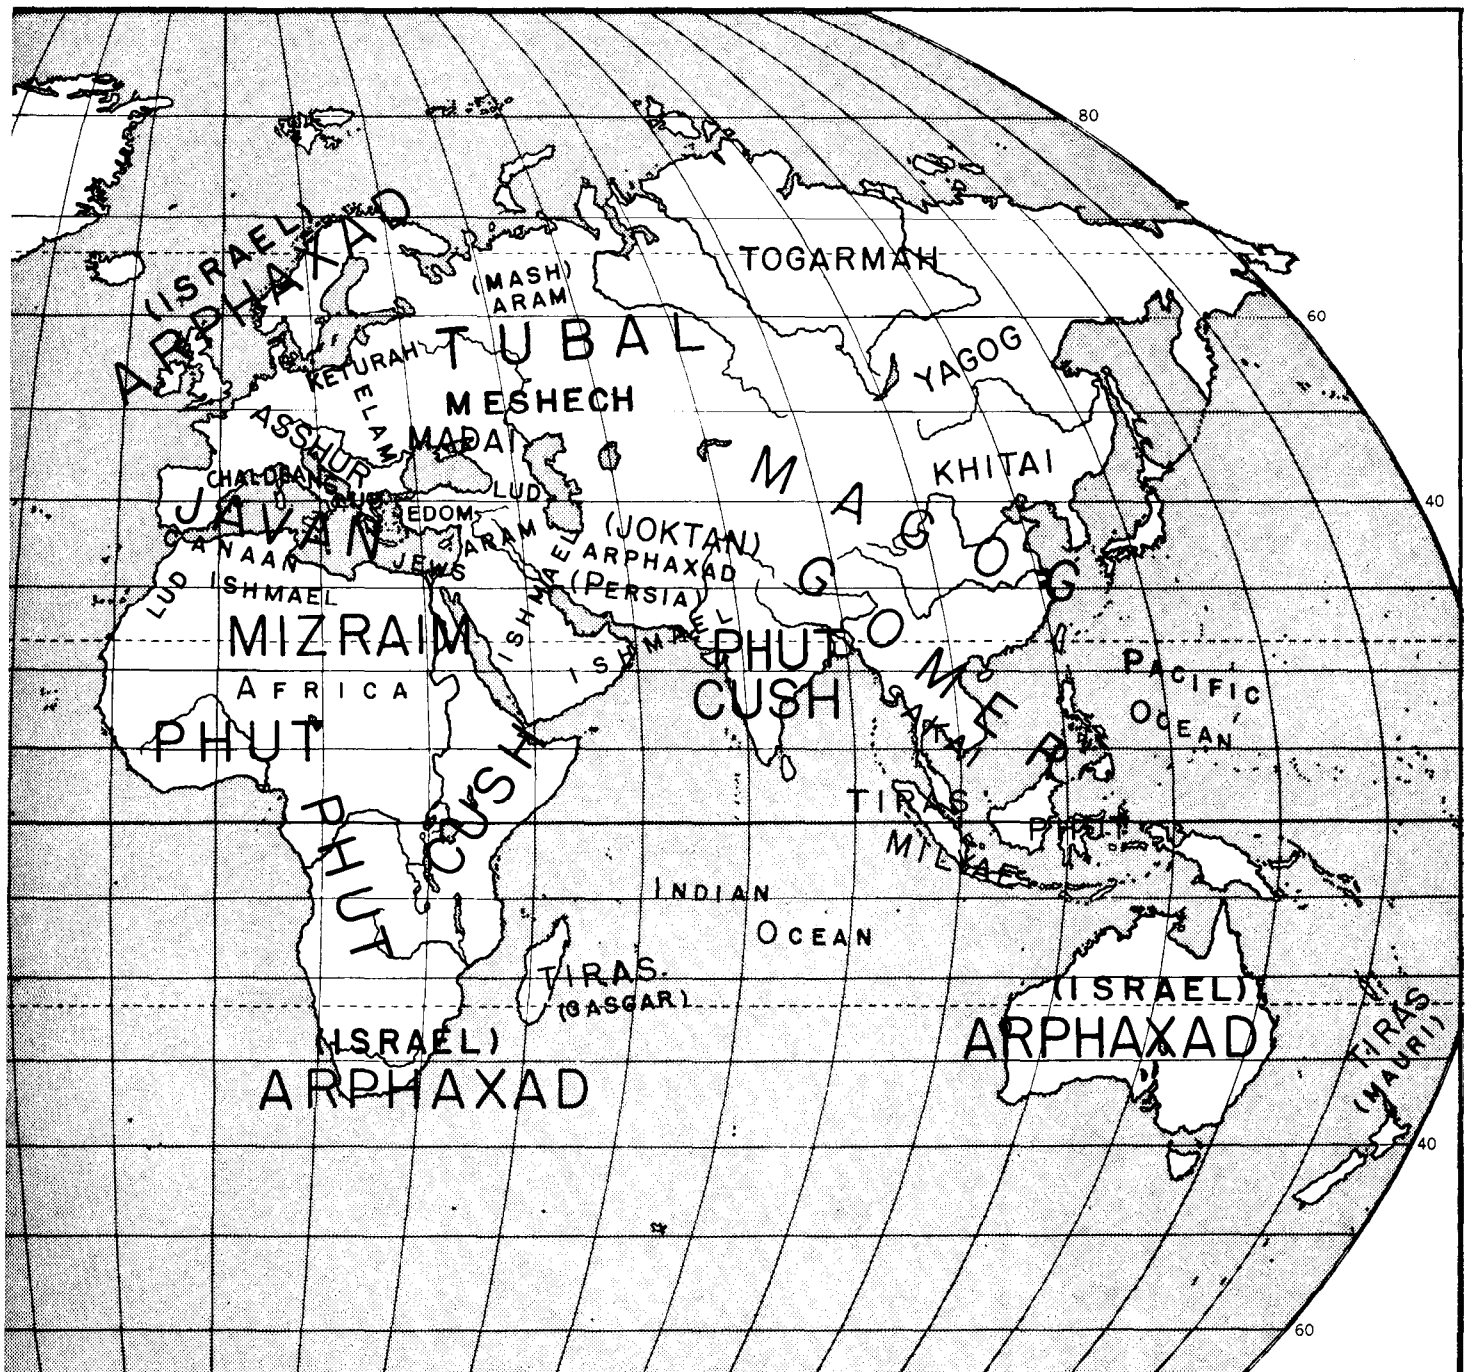 80
(ISRAEL)
ARPHAXAD
TOGARMAH
(MASH)
ARAM
60
TUBAL
YAGOG
KETURAH
ELAM
MESHECH
ASSHUR
MADAI
MAGOG
KHITAI
CHALDEANS
LUD
40
JAVAN
EDOM
(JOKTAN)
ARPHAXAD
(PERSIA)
CANAAN
JEWS
ARAM
LUD
ISHMAEL
ISHMAEL
ISHMAEL
MIZRAIM
PHUT
CUSH
GOMER
AFRICA
PACIFIC
OCEAN
PHUT
CUSH
TIRAS
PHUT
PHUT
INDIAN
OCEAN
TIRAS
(GASGAR)
(ISRAEL)
ARPHAXAD
(ISRAEL)
ARPHAXAD
TIRAS
(MAURI)
40
60